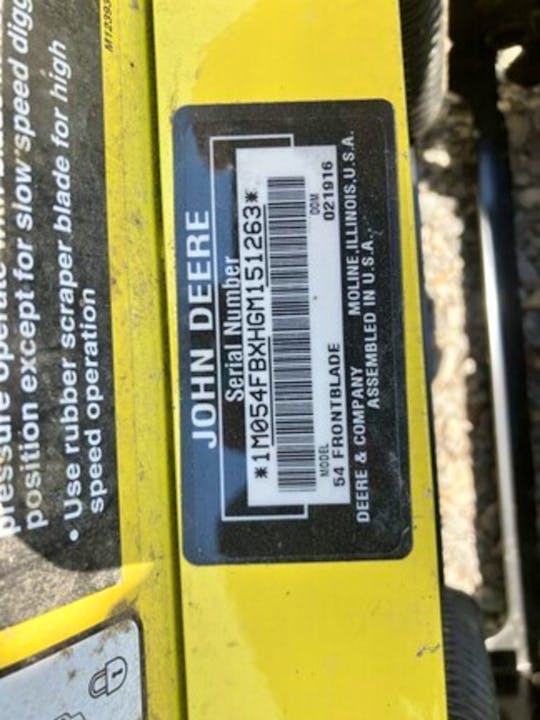 M12393
position except for slow speed digg
• Use rubber scraper blade for high
speed operation
JOHN DEERE
Serial Number
*1M054FBXHGM151263*
DOM
021916
MODEL
54 FRONTBLADE
DEERE & COMPANY MOLINE, ILLINOIS, U.S.A.
ASSEMBLED IN U.S.A.